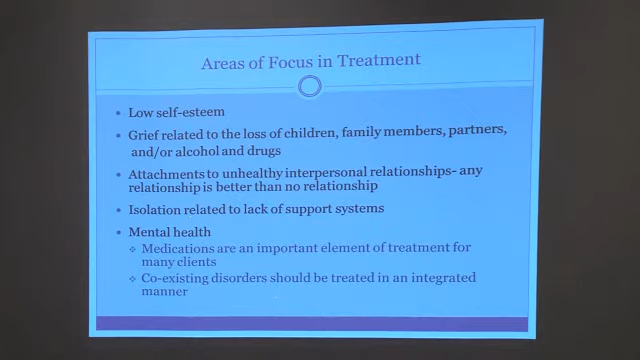 Areas of Focus in Treatment
Low self-esteem
Grief related to the loss of children, family members, partners,
and/or alcohol and drugs
Attachments to unhealthy interpersonal relationships- any
relationship is better than no relationship
Isolation related to lack of support systems
Mental health
Medications are an important element of treatment for
many clients
Co-existing disorders should be treated in an integrated
manner